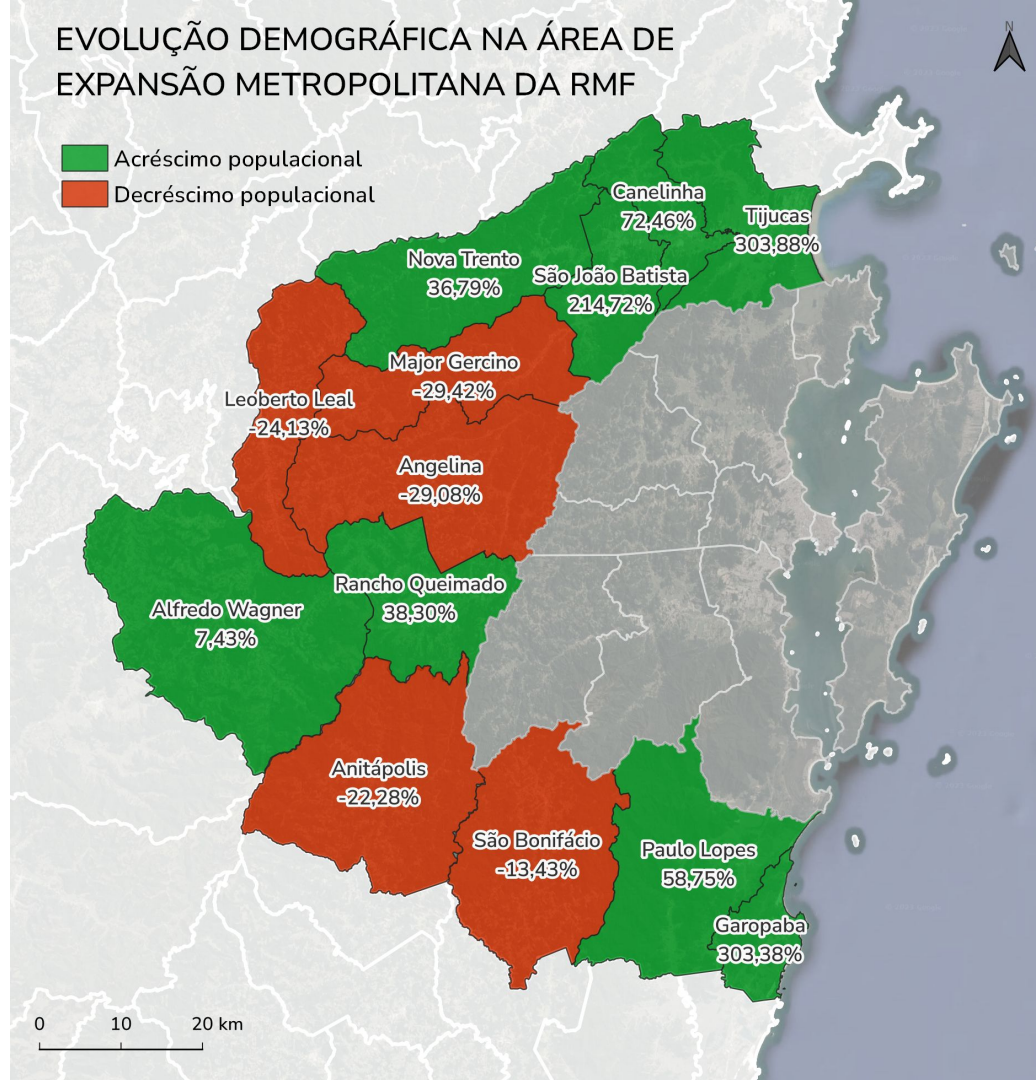 EVOLUÇÃO DEMOGRÁFICA NA ÁREA DE
EXPANSÃO METROPOLITANA DA RMF
N
Acréscimo populacional
Decréscimo populacional
Canelinha
72,46%
Tijucas
303,88%
Nova Trento
36,79%
São João Batista
214,72%
Major Gercino
-29,42%
Leoberto Leal
-24,13%
Angelina
-29,08%
Rancho Queimado
38,30%
Alfredo Wagner
7,43%
Anitápolis
-22,28%
São Bonifácio
-13,43%
Paulo Lopes
58,75%
Garopaba
303,38%
0 10 20 km